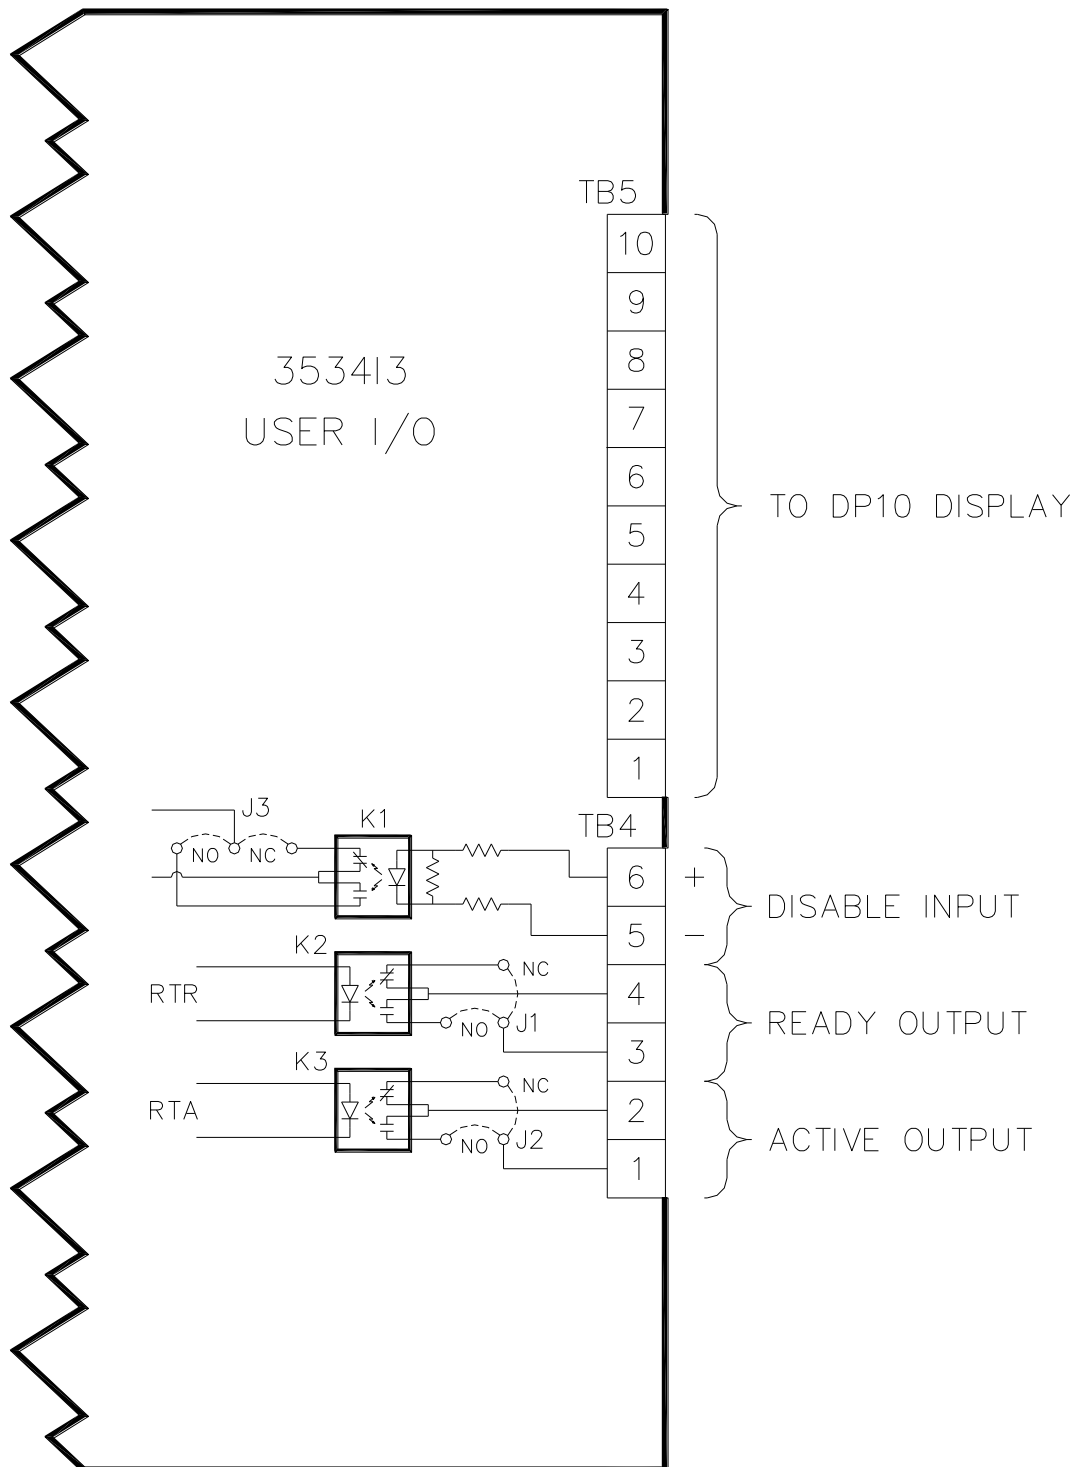 TB5
10
9
8
7
6
5
4
3
2
1
353413
USER I/O
TO DP10 DISPLAY
J3
NO
NC
K1
TB4
6
+
5
-
DISABLE INPUT
K2
RTR
NC
NO
J1
4
3
READY OUTPUT
K3
RTA
NC
NO
J2
2
1
ACTIVE OUTPUT